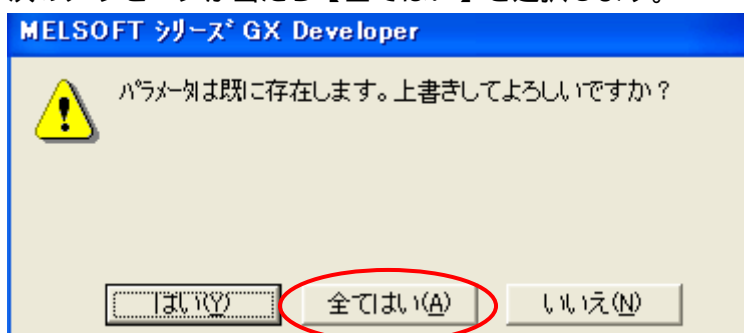 MELSOFT シリーズ GX Developer
パラメータは既に存在します。上書きしてよろしいですか？
はい(Y) 全てはい(A) いいえ(N)